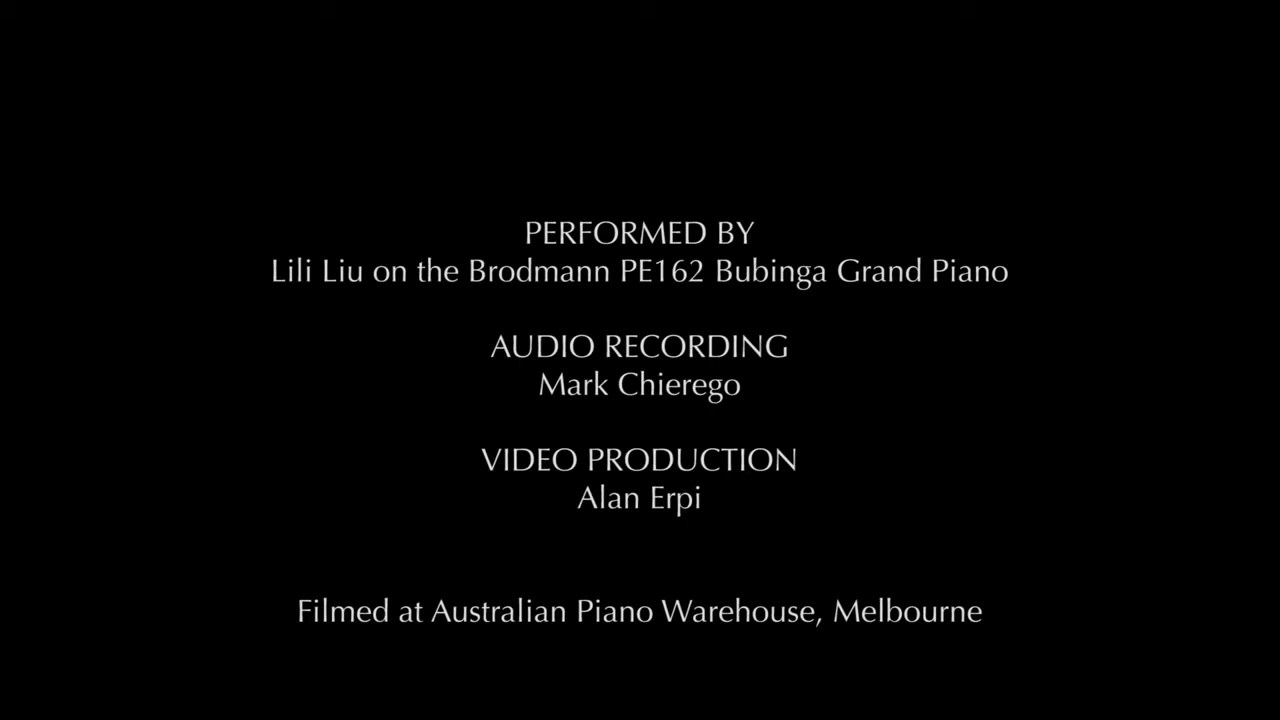 PERFORMED BY
Lili Liu on the Brodmann PE162 Bubinga Grand Piano
AUDIO RECORDING
Mark Chierego
VIDEO PRODUCTION
Alan Erpi
Filmed at Australian Piano Warehouse, Melbourne